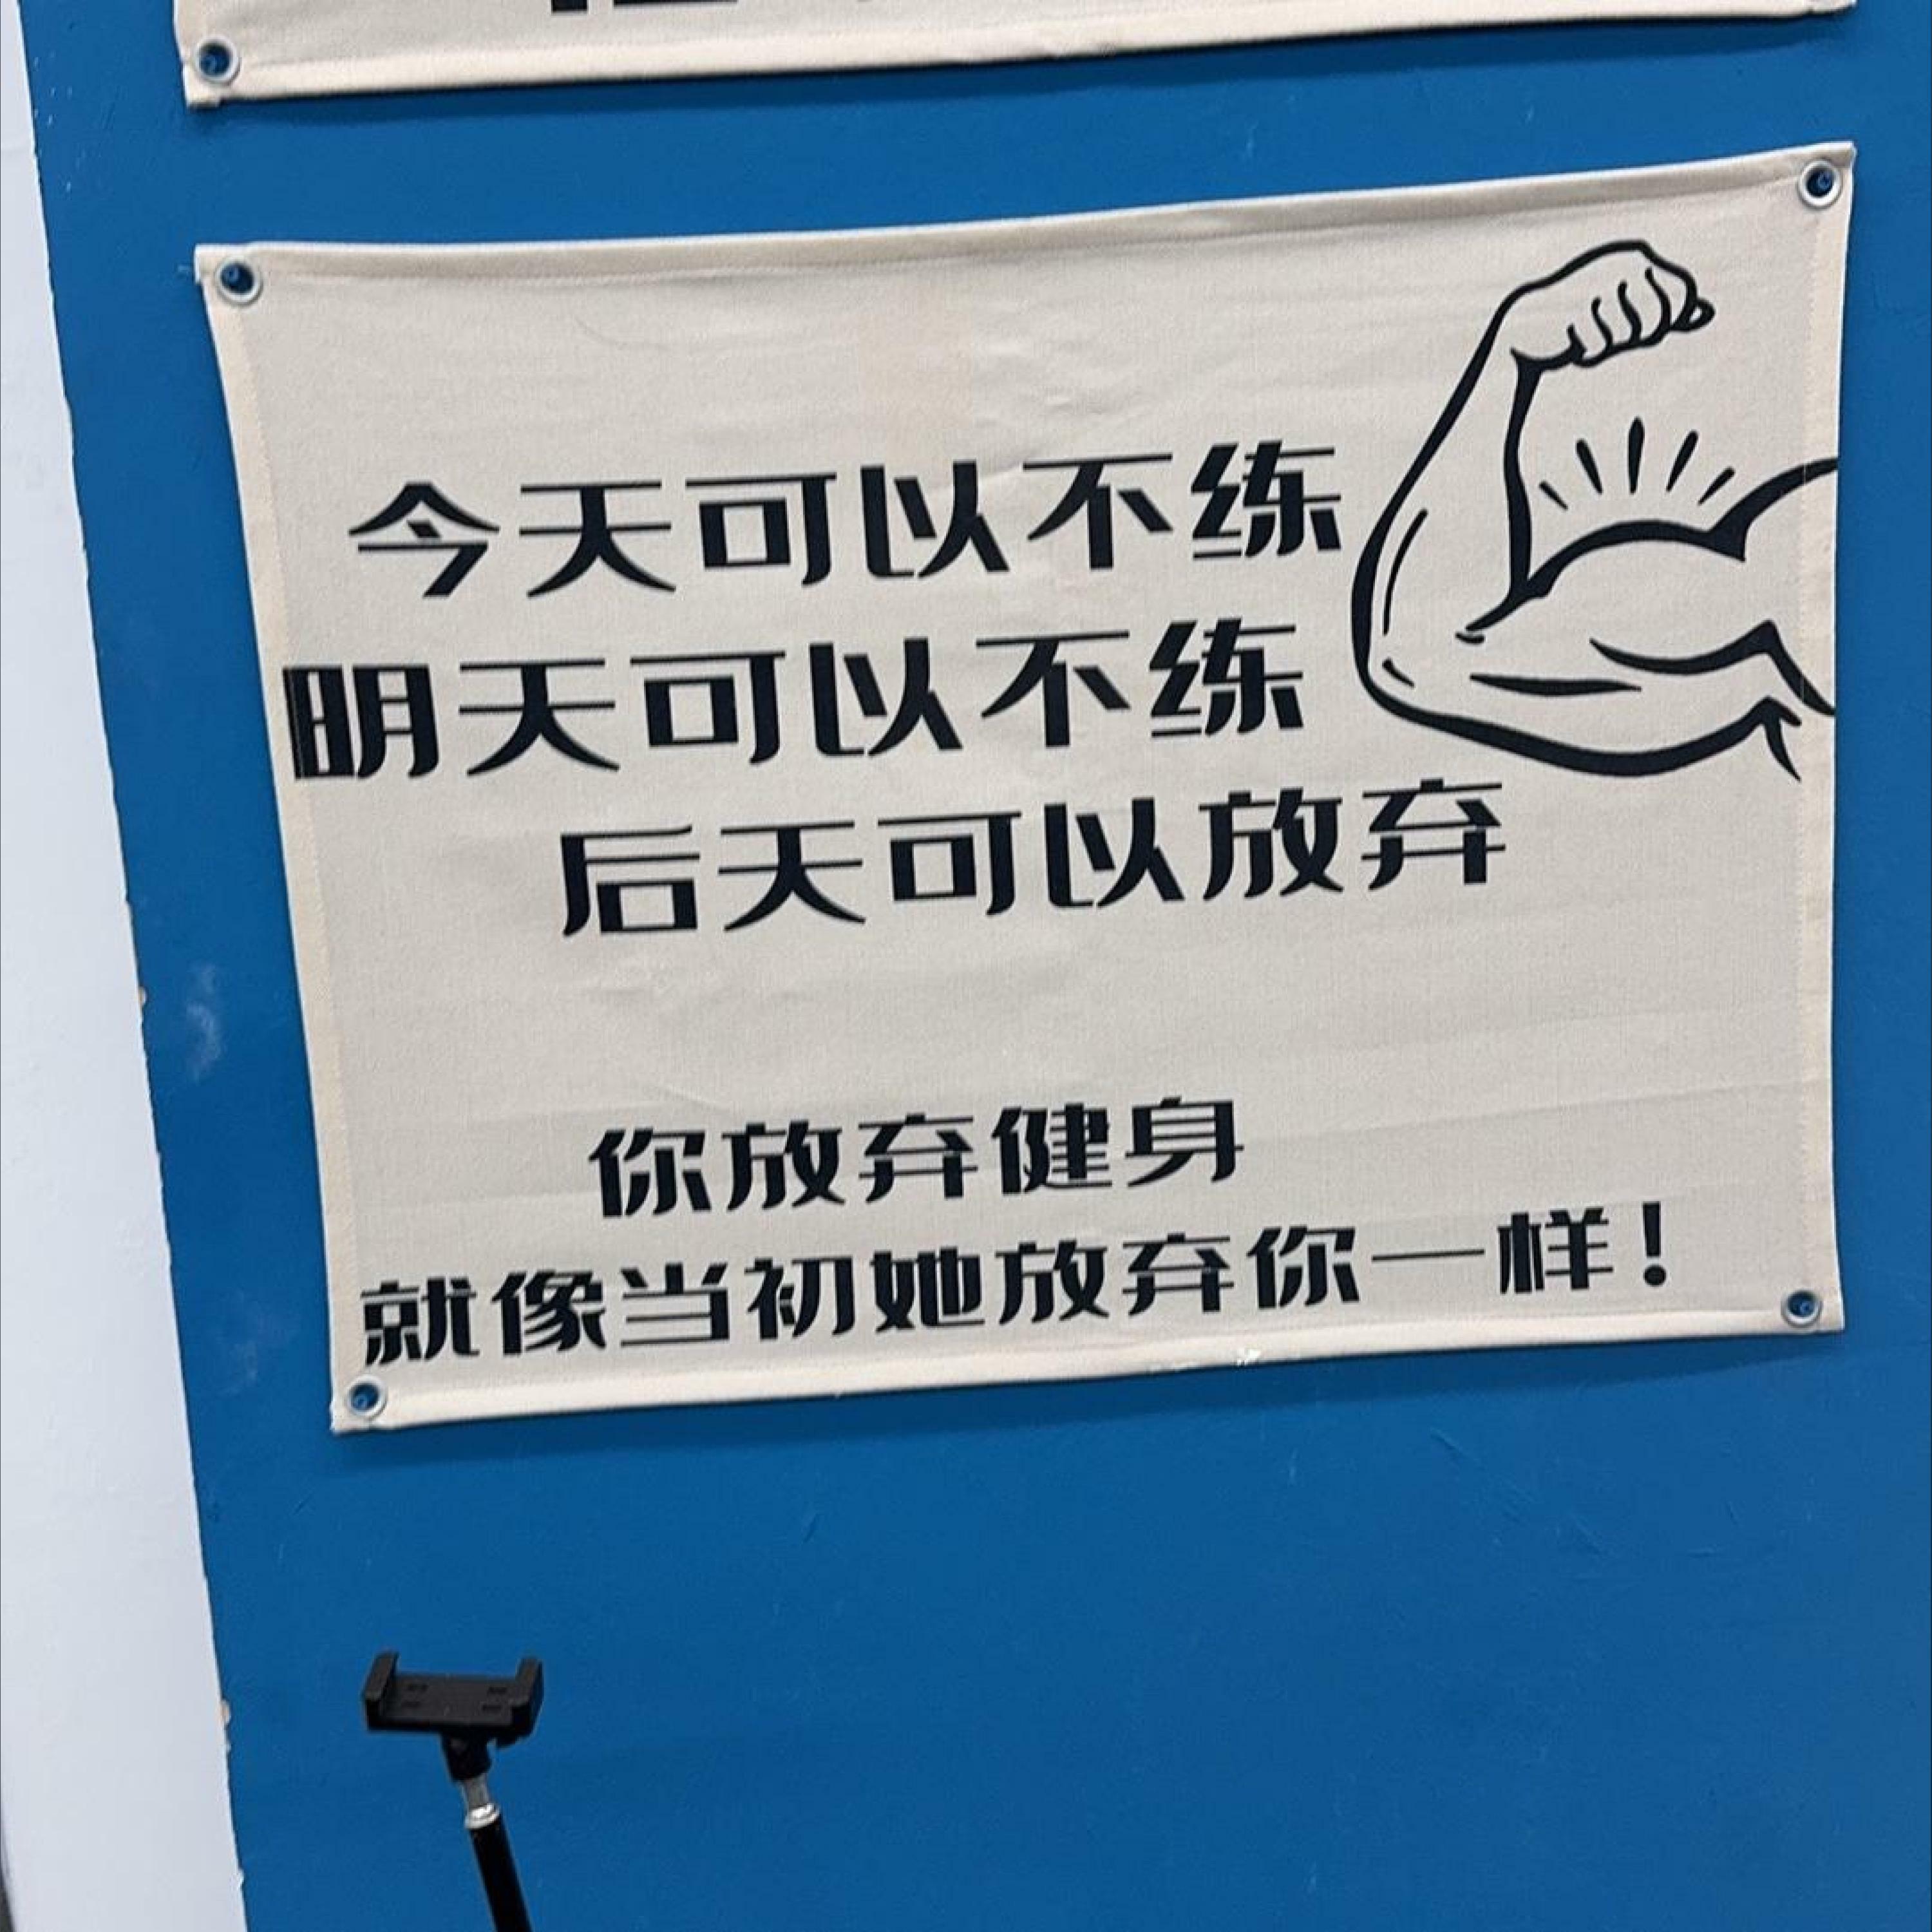 今天可以不练
明天可以不练
后天可以放弃
你放弃健身
就像当初她放弃你一样！